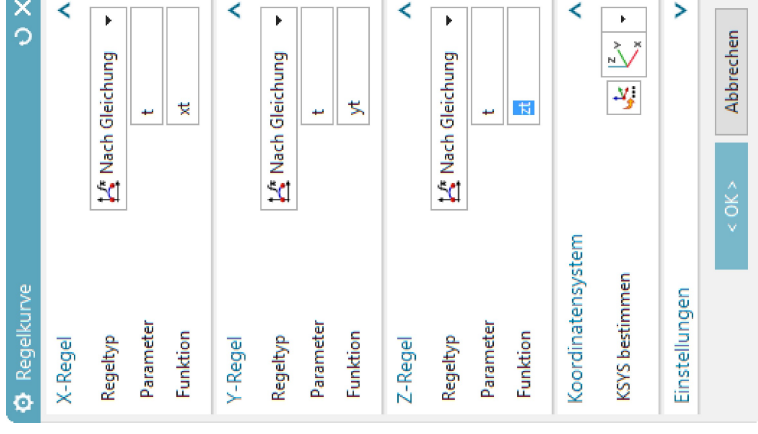 Regelkurve
X-Regel
Regeltyp Nach Gleichung
Parameter t
Funktion xt
Y-Regel
Regeltyp Nach Gleichung
Parameter t
Funktion yt
Z-Regel
Regeltyp Nach Gleichung
Parameter t
Funktion zt
Koordinatensystem
KSYS bestimmen Z Y X
Einstellungen
< OK > Abbrechen